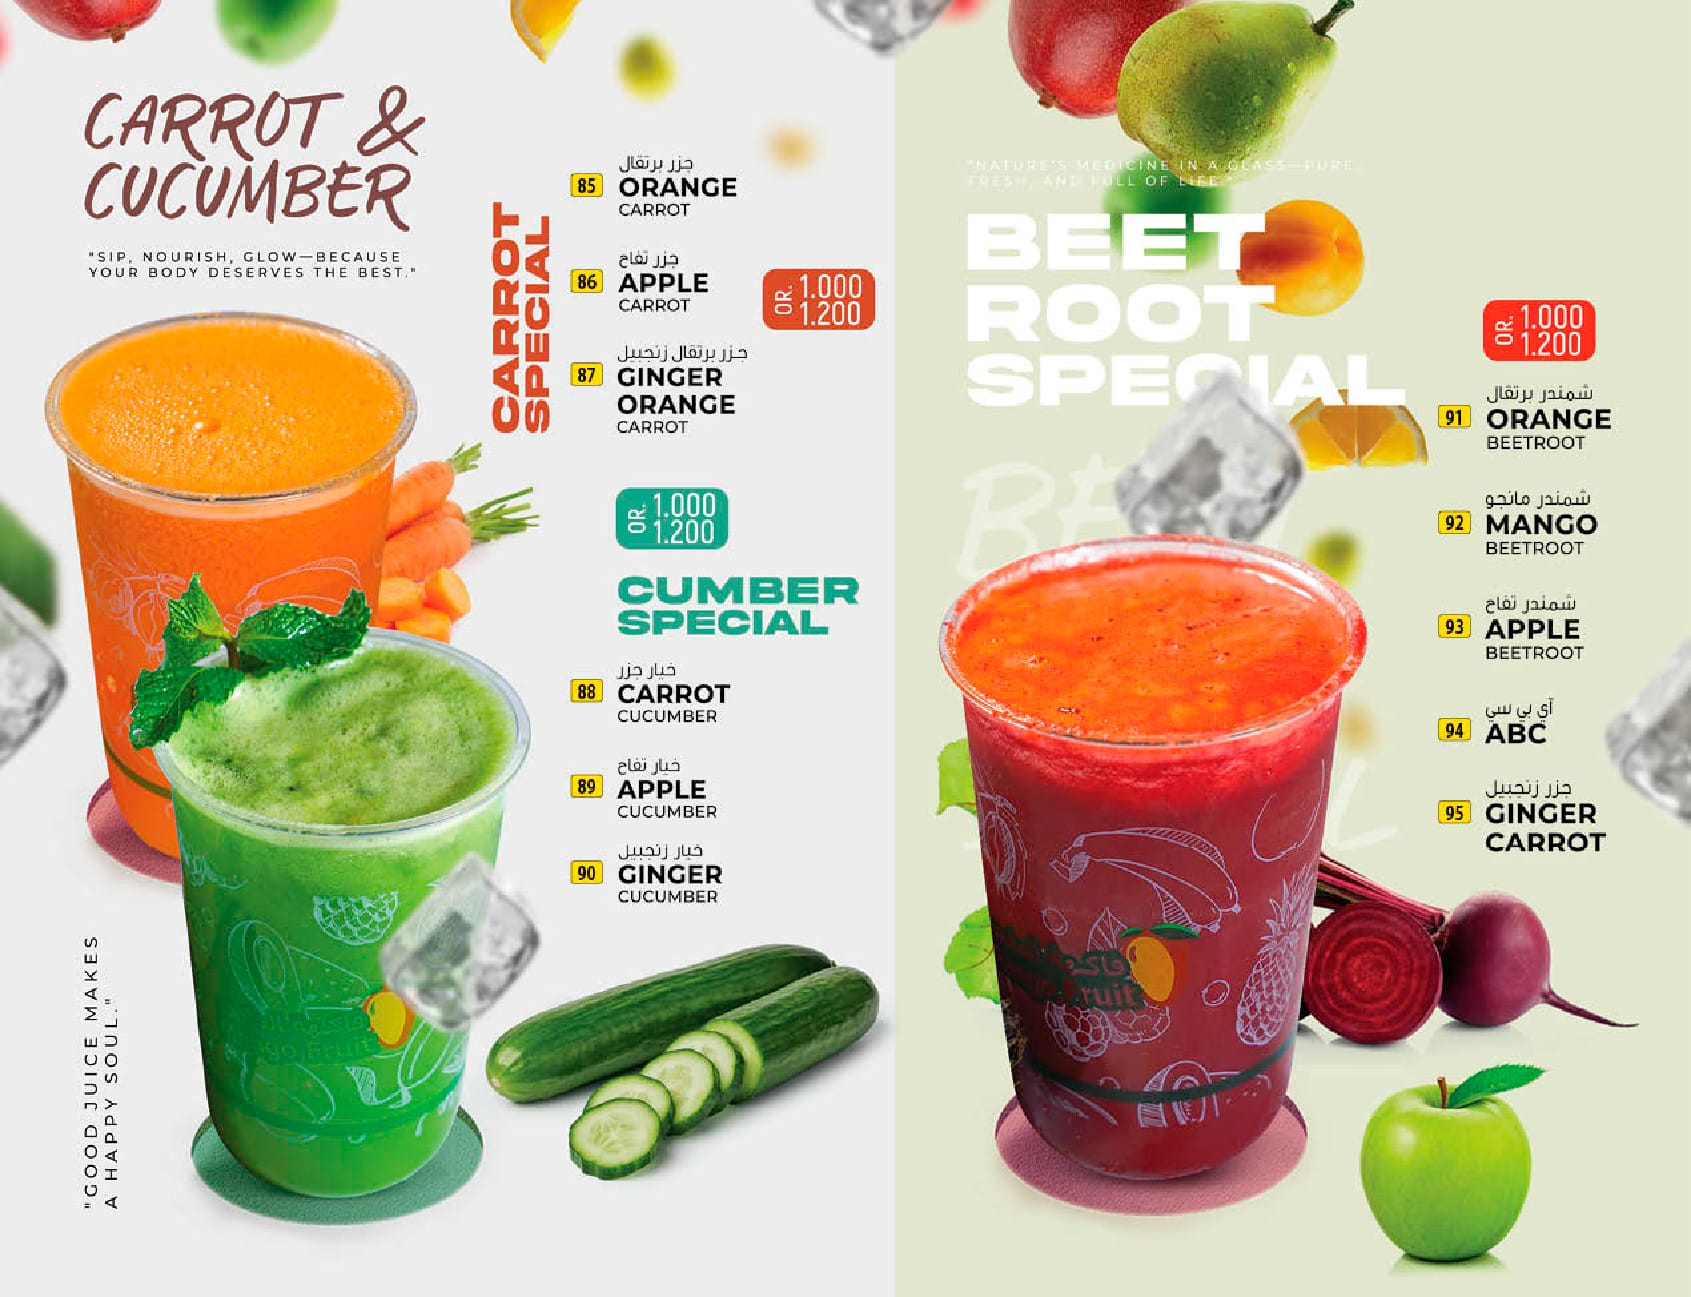 CARROT &
CUCUMBER
"SIP, NOURISH, GLOW—BECAUSE
YOUR BODY DESERVES THE BEST."
CARROT
SPECIAL
85
جزر برتقال
ORANGE
CARROT
86
جزر تفاح
APPLE
CARROT
87
جزر برتقال زنجبيل
GINGER
ORANGE
CARROT
OR. 1.000
1.200
OR. 1.000
1.200
CUMBER
SPECIAL
88
خيار جزر
CARROT
CUCUMBER
89
خيار تفاح
APPLE
CUCUMBER
90
خيار زنجبيل
GINGER
CUCUMBER
"GOOD JUICE MAKES
A HAPPY SOUL."
"NATURE'S MEDICINE IN A GLASS—PURE,
FRESH, AND FULL OF LIFE."
BEET
ROOT
SPECIAL
OR. 1.000
1.200
91
شمندر برتقال
ORANGE
BEETROOT
92
شمندر مانجو
MANGO
BEETROOT
93
شمندر تفاح
APPLE
BEETROOT
94
آي بي سي
ABC
95
جزر زنجبيل
GINGER
CARROT
Fruit
Fruit